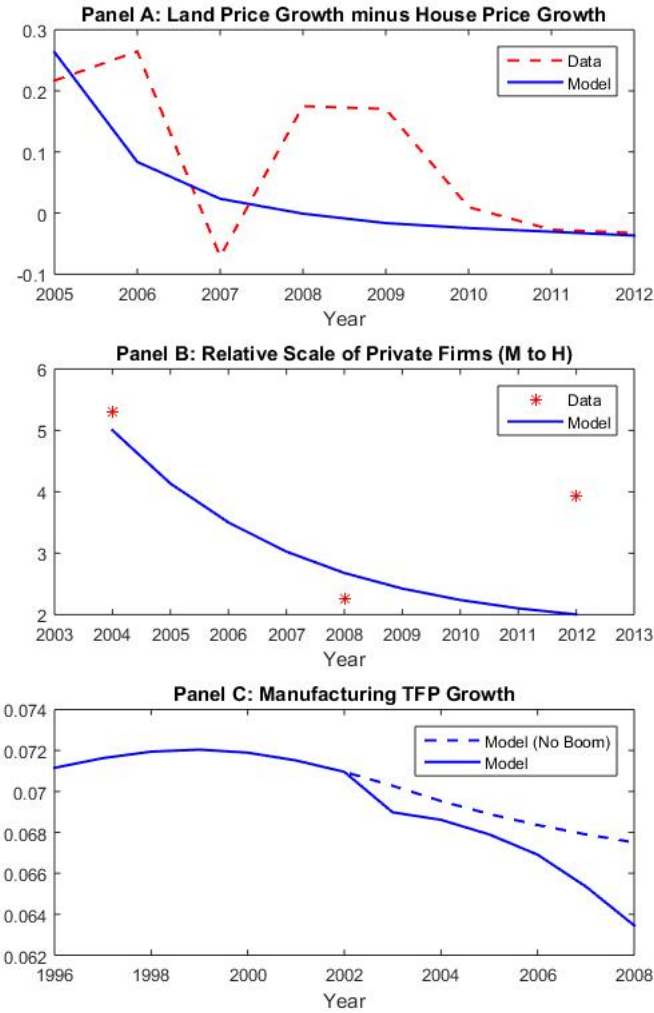 Panel A: Land Price Growth minus House Price Growth
0.3
0.2
0.1
0
-0.1
Data
Model
2005 2006 2007 2008 2009 2010 2011 2012
Year
Panel B: Relative Scale of Private Firms (M to H)
6
5
4
3
2
Data
Model
2003 2004 2005 2006 2007 2008 2009 2010 2011 2012 2013
Year
Panel C: Manufacturing TFP Growth
0.074
0.072
0.07
0.068
0.066
0.064
0.062
Model (No Boom)
Model
1996 1998 2000 2002 2004 2006 2008
Year